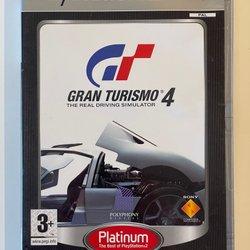 PAL
GRAN TURISMO 4
THE REAL DRIVING SIMULATOR
3+
www.pegi.info
POLYPHONY
DIGITAL
SONY
Platinum
The Best of PlayStation 2